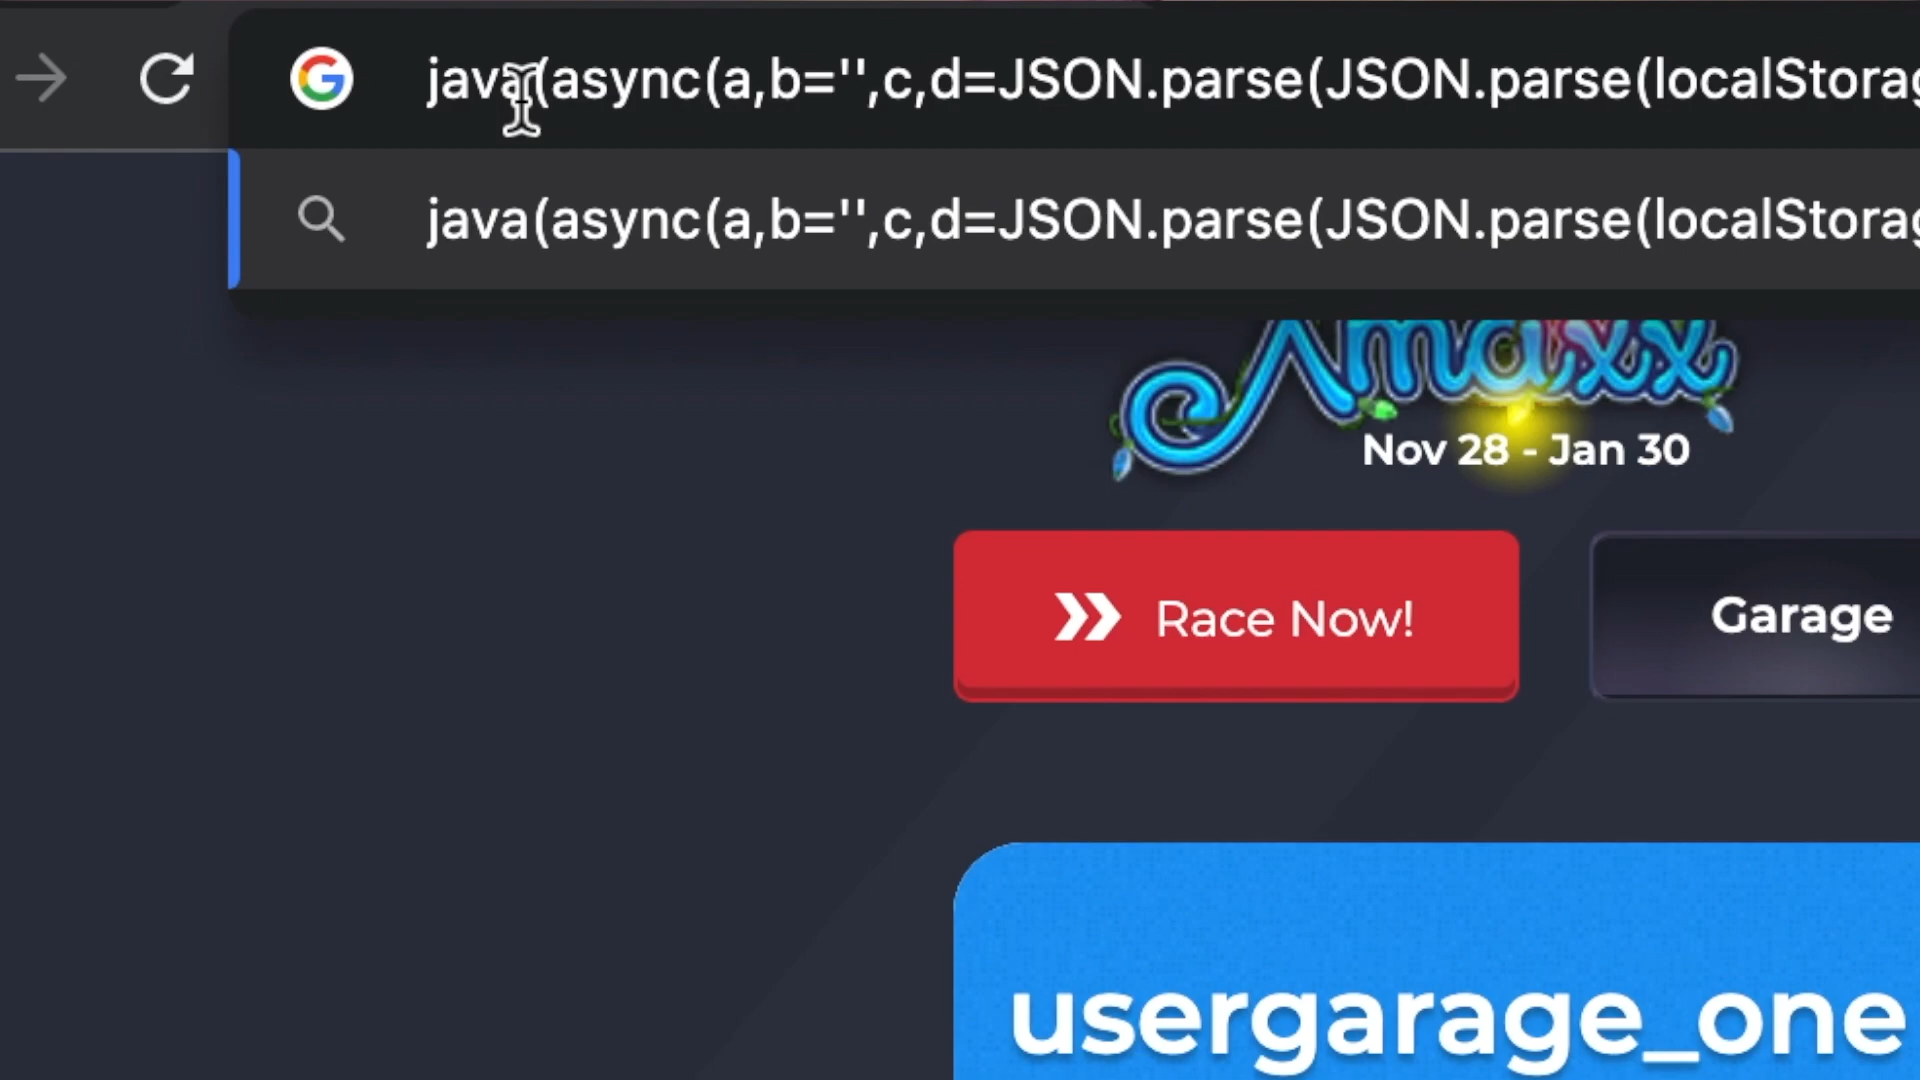 java(async(a,b='',c,d=JSON.parse(JSON.parse(localStorag
java(async(a,b='',c,d=JSON.parse(JSON.parse(localStorag
Xmaxx
Nov 28 - Jan 30
Race Now!
Garage
usergarage_one